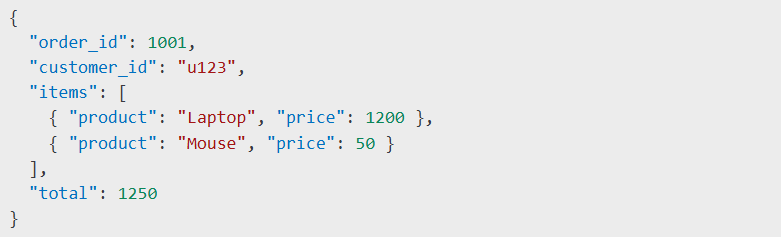 {
  "order_id": 1001,
  "customer_id": "u123",
  "items": [
    { "product": "Laptop", "price": 1200 },
    { "product": "Mouse", "price": 50 }
  ],
  "total": 1250
}